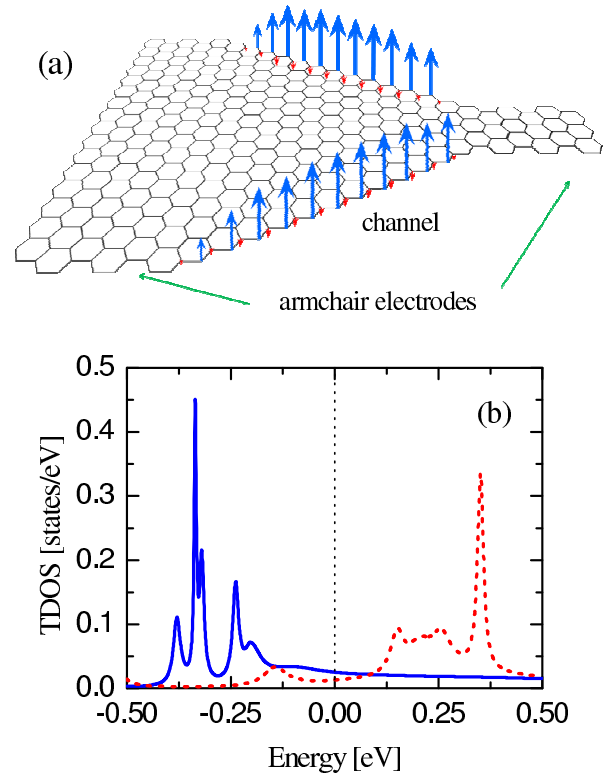 (a)
channel
armchair electrodes
(b)
TDOS [states/eV]
0.5
0.4
0.3
0.2
0.1
0.0
-0.50 -0.25 0.00 0.25 0.50
Energy [eV]